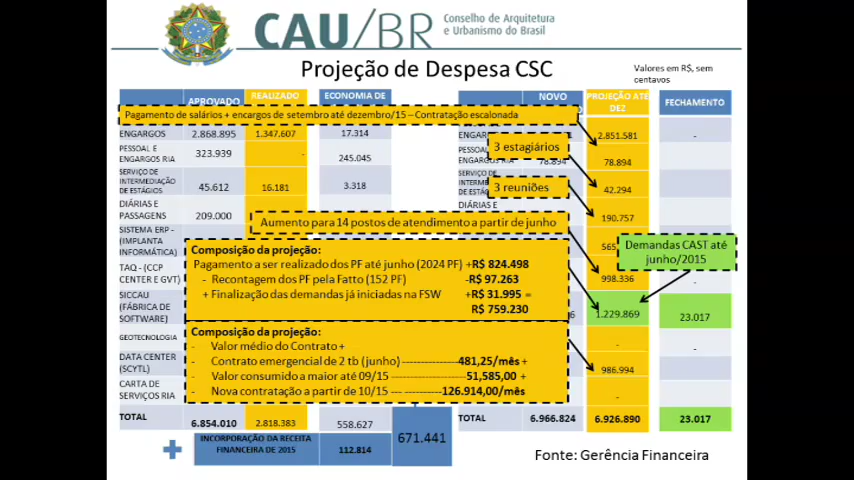 CAU/BR
Conselho de Arquitetura
e Urbanismo do Brasil
Projeção de Despesa CSC
Valores em R$, sem
centavos
APROVADO
REALIZADO
ECONOMIA DE
NOVO
PROJEÇÃO ATÉ
DEZ
FECHAMENTO
Pagamento de salários + encargos de setembro até dezembro/15 – Contratação escalonada
ENGARGOS 2.868.895 1.347.607 17.314
2.851.581 -
PESSOAL E
ENGARGOS RIA
323.939 - 245.045
78.894 78.894
3 estagiários
SERVIÇO DE
INTERMEDIAÇÃO
DE ESTÁGIOS
45.612 16.181 3.318
42.294
3 reuniões
DIÁRIAS E
PASSAGENS
209.000
DIÁRIAS E
190.757
Aumento para 14 postos de atendimento a partir de junho
SISTEMA ERP -
(IMPLANTA
INFORMÁTICA)
565
Demandas CAST até
junho/2015
Composição da projeção:
Pagamento a ser realizado dos PF até junho (2024 PF) +R$ 824.498
- Recontagem dos PF pela Fatto (152 PF) -R$ 97.263
+ Finalização das demandas já iniciadas na FSW +R$ 31.995 =
R$ 759.230
TAQ - (CCP
CENTER E GVT)
998.336 -
SICCAU
(FÁBRICA DE
SOFTWARE)
1.229.869 23.017
Composição da projeção:
- Valor médio do Contrato +
- Contrato emergencial de 2 tb (junho) ----------------481,25/mês +
- Valor consumido a maior até 09/15 -------------------51,585,00 +
- Nova contratação a partir de 10/15 --- ----------126.914,00/mês
GEOTECNOLOGIA
- -
DATA CENTER
(SCYTL)
986.994
CARTA DE
SERVIÇOS RIA
-
TOTAL 6.854.010 2.818.383 558.627
TOTAL 6.966.824 6.926.890 23.017
+ INCORPORAÇÃO DA RECEITA
FINANCEIRA DE 2015
112.814
671.441
Fonte: Gerência Financeira